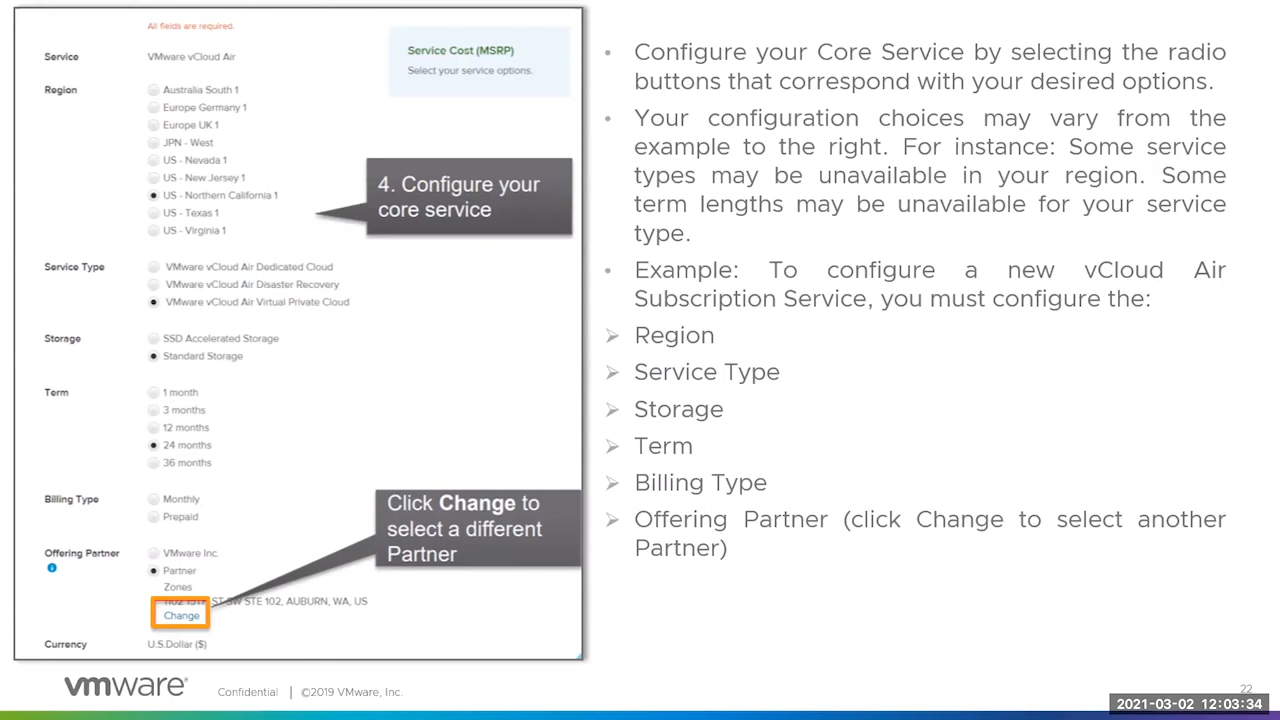 All fields are required.
Service VMware vCloud Air
Service Cost (MSRP)
Select your service options.
Region
Australia South 1
Europe Germany 1
Europe UK 1
JPN - West
US - Nevada 1
US - New Jersey 1
US - Northern California 1
US - Texas 1
US - Virginia 1
4. Configure your
core service
Service Type
VMware vCloud Air Dedicated Cloud
VMware vCloud Air Disaster Recovery
VMware vCloud Air Virtual Private Cloud
Storage
SSD Accelerated Storage
Standard Storage
Term
1 month
3 months
12 months
24 months
36 months
Billing Type
Monthly
Prepaid
Click Change to
select a different
Partner
Offering Partner
VMware Inc.
Partner
Zones
ST SW STE 102, AUBURN, WA, US
Change
Currency U.S.Dollar ($)
• Configure your Core Service by selecting the radio
buttons that correspond with your desired options.
• Your configuration choices may vary from the
example to the right. For instance: Some service
types may be unavailable in your region. Some
term lengths may be unavailable for your service
type.
• Example: To configure a new vCloud Air
Subscription Service, you must configure the:
➢ Region
➢ Service Type
➢ Storage
➢ Term
➢ Billing Type
➢ Offering Partner (click Change to select another
Partner)
vmware® Confidential | ©2019 VMware, Inc.
22
2021-03-02 12:03:34